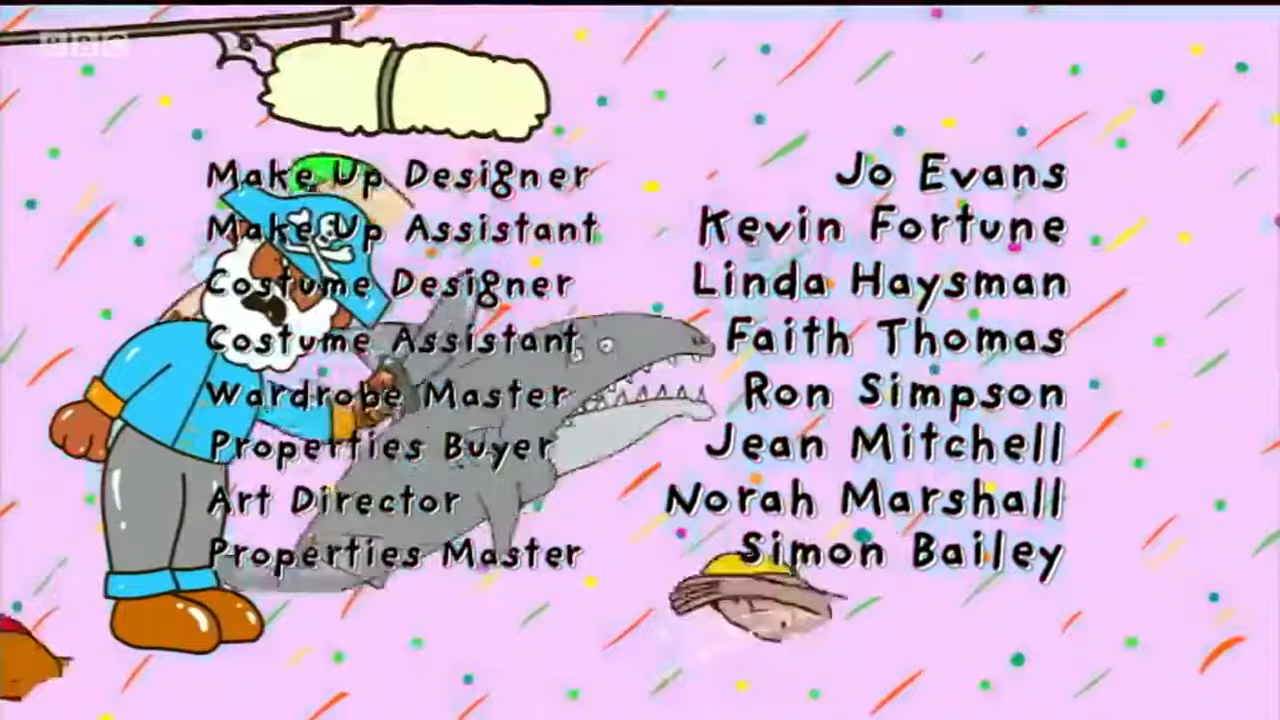 BBC
Make Up Designer Jo Evans
Make Up Assistant Kevin Fortune
Costume Designer Linda Haysman
Costume Assistant Faith Thomas
Wardrobe Master Ron Simpson
Properties Buyer Jean Mitchell
Art Director Norah Marshall
Properties Master Simon Bailey